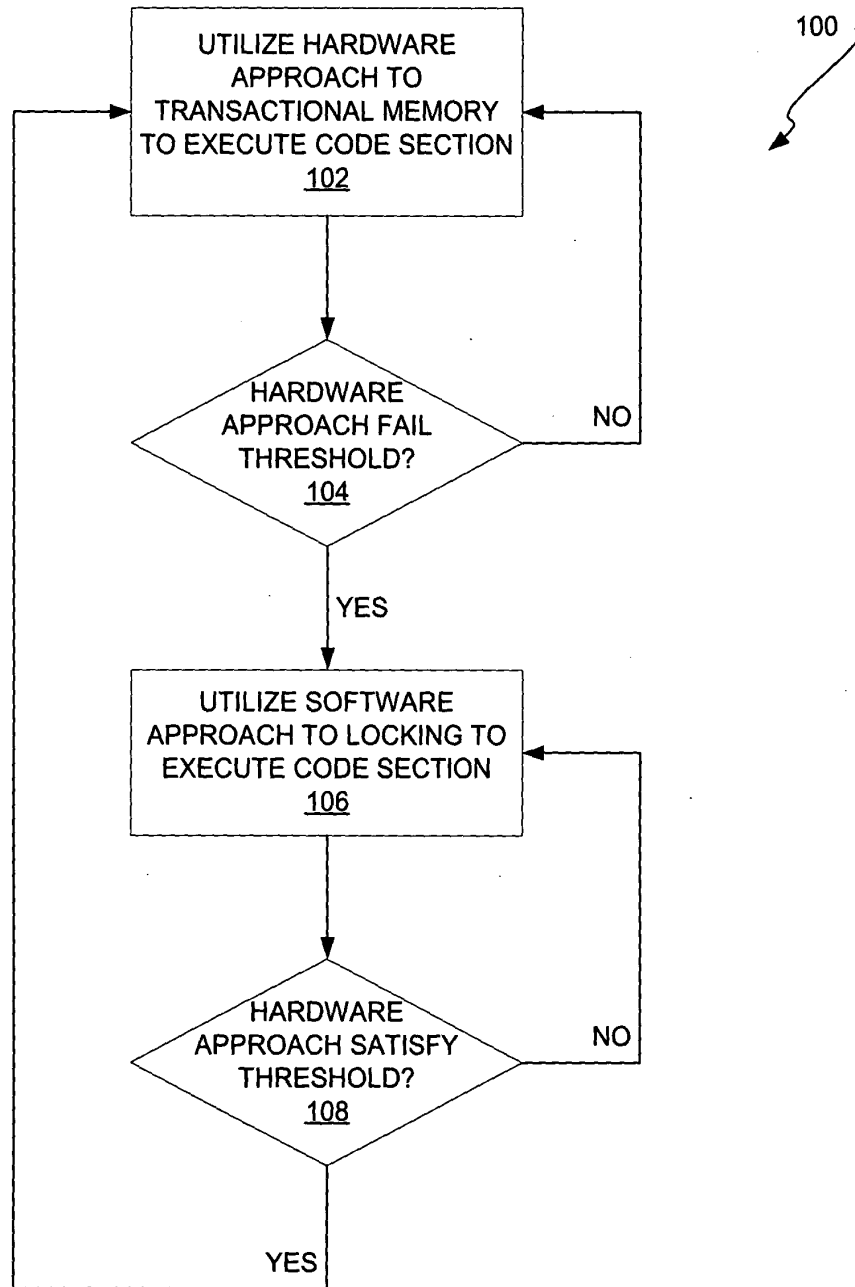 100
UTILIZE HARDWARE
APPROACH TO
TRANSACTIONAL MEMORY
TO EXECUTE CODE SECTION
102
HARDWARE
APPROACH FAIL
THRESHOLD?
104
NO
YES
UTILIZE SOFTWARE
APPROACH TO LOCKING TO
EXECUTE CODE SECTION
106
HARDWARE
APPROACH SATISFY
THRESHOLD?
108
NO
YES